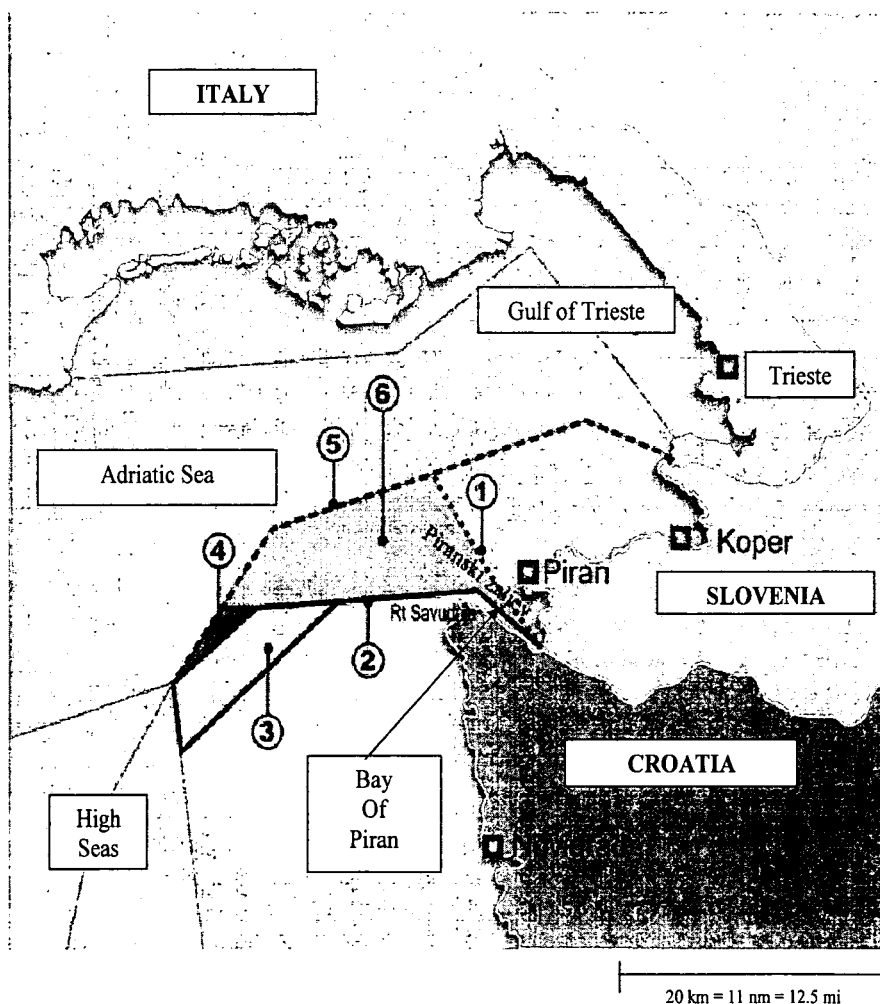 ITALY
Gulf of Trieste
Trieste
6
5
Adriatic Sea
1
4
Koper
Piranski zaliv
Piran
SLOVENIA
Rt Savudrija
2
3
CROATIA
Bay
Of
Piran
High
Seas
20 km = 11 nm = 12.5 mi